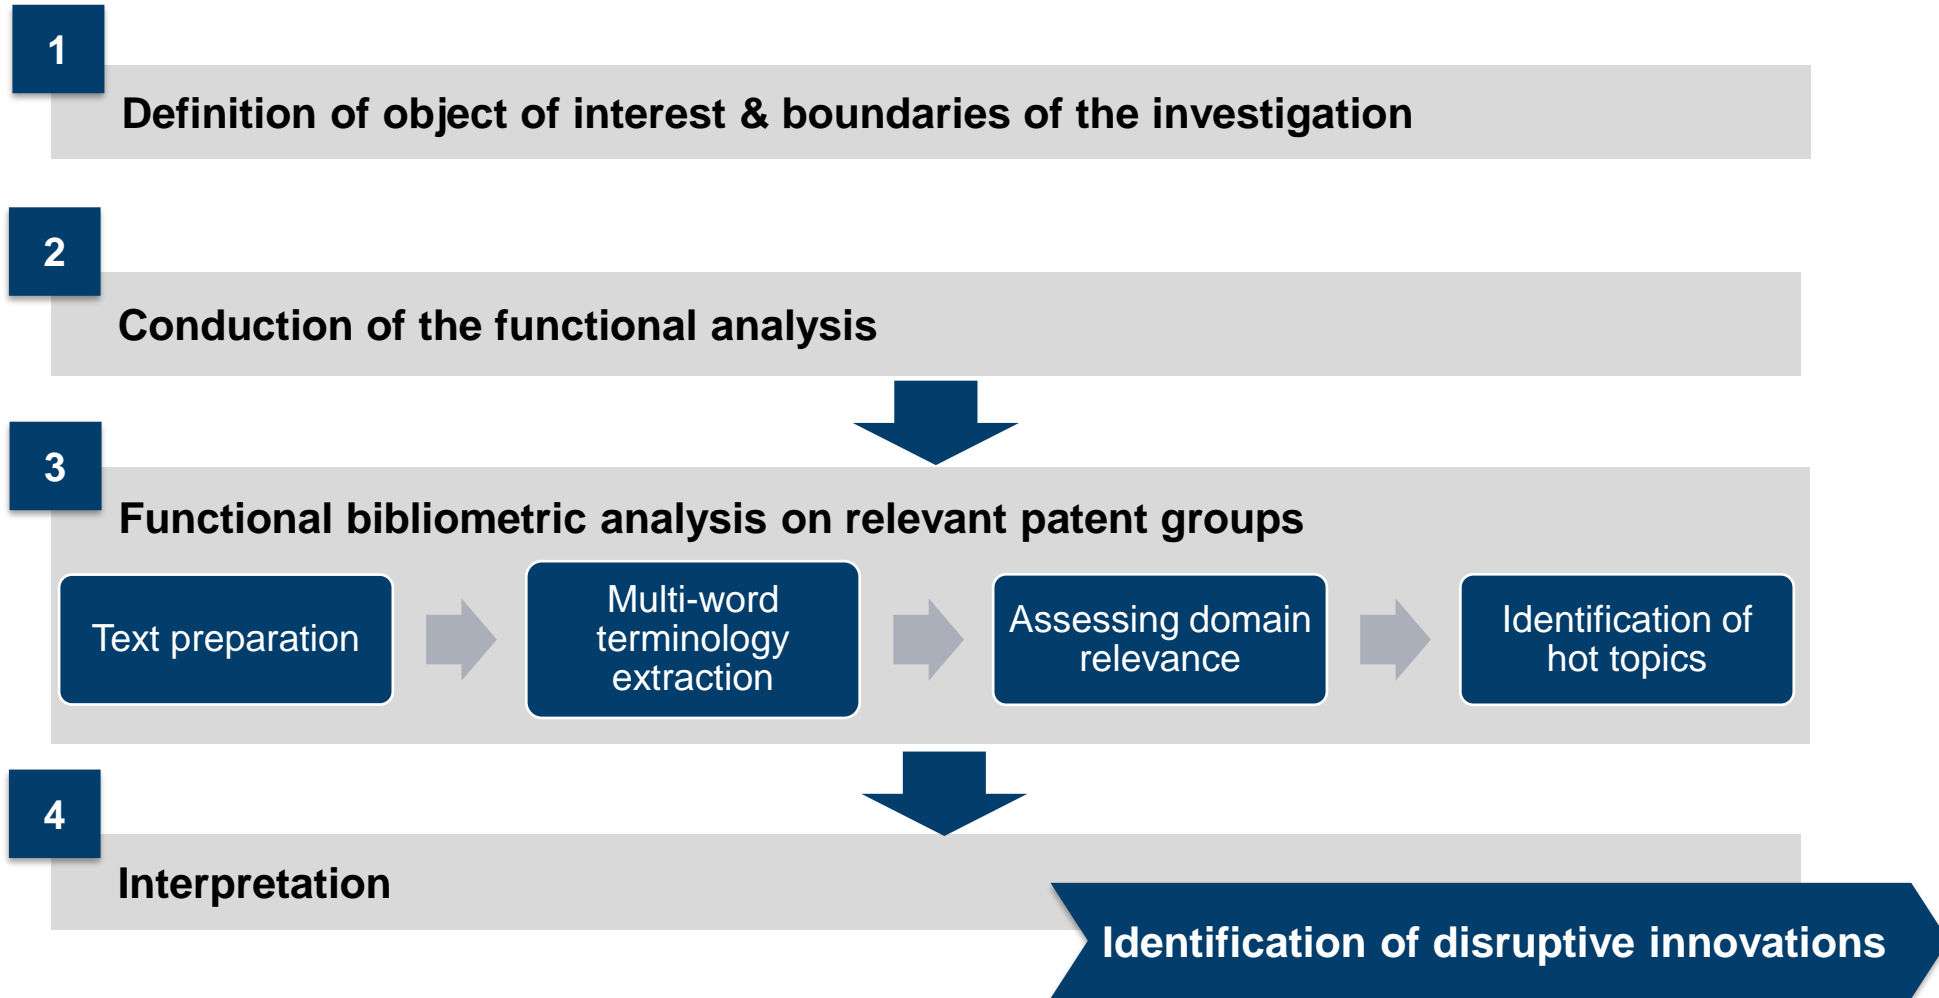 1
Definition of object of interest & boundaries of the investigation
2
Conduction of the functional analysis
3
Functional bibliometric analysis on relevant patent groups
Text preparation
Multi-word
terminology
extraction
Assessing domain
relevance
Identification of
hot topics
4
Interpretation
Identification of disruptive innovations